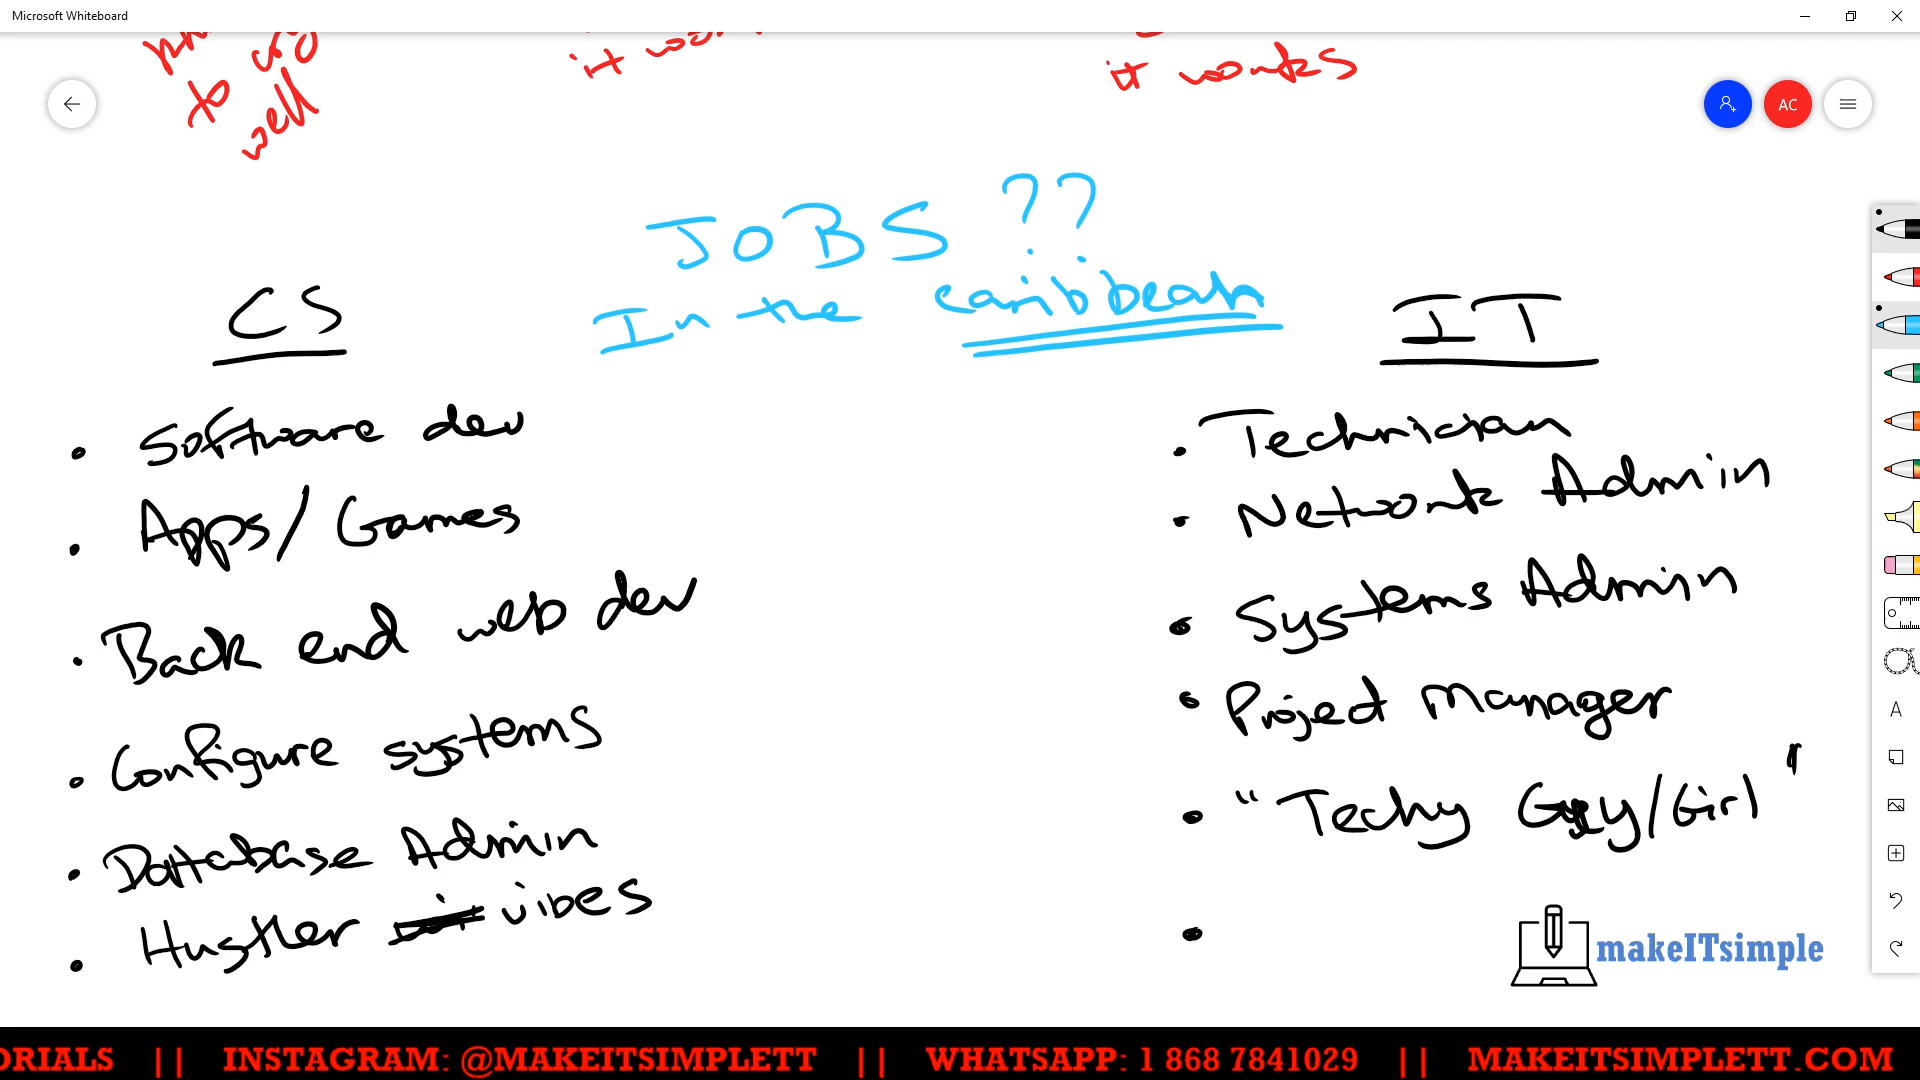 Microsoft Whiteboard
to
well
it
it works
AC
JOBS ??
In the caribbean
CS
IT
• Software dev
• Apps/Games
• Back end web dev
• Configure systems
• Database Admin
• Hustler vibes
• Technician
• Network Admin
• Systems Admin
• Project Manager
• "Techy Guy/Girl"
•
makeITsimple
ORIALS || INSTAGRAM: @MAKEITSIMPLETT || WHATSAPP: 1 868 7841029 || MAKEITSIMPLETT.COM